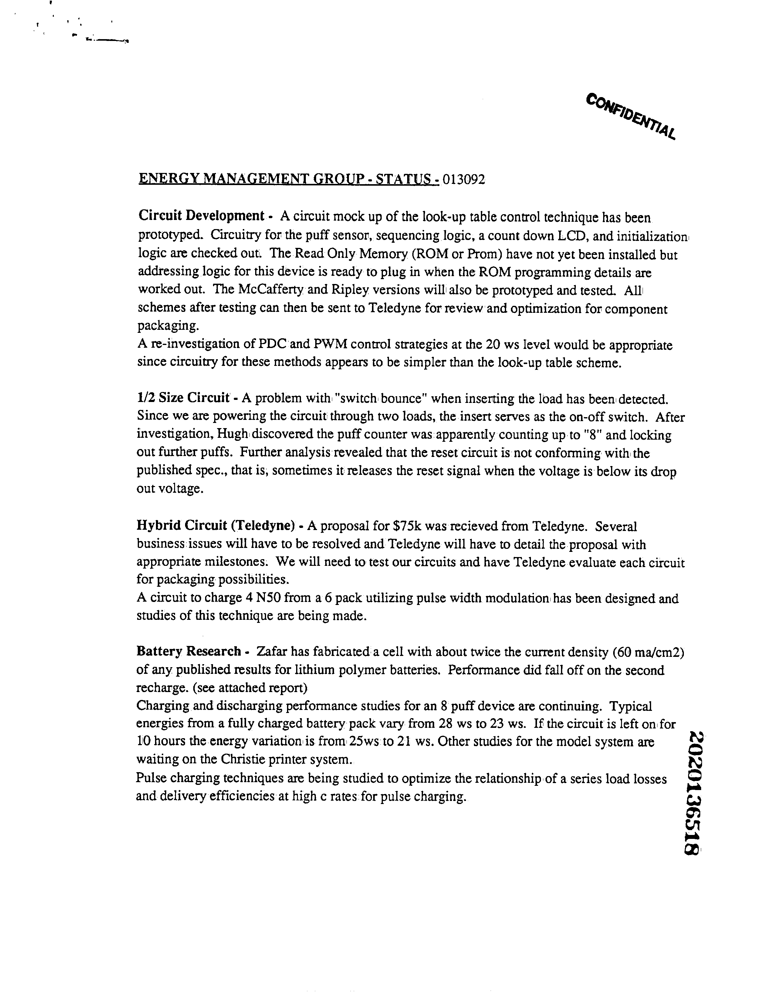 CONFIDENTIAL
ENERGY MANAGEMENT GROUP - STATUS - 013092
Circuit Development - A circuit mock up of the look-up table control technique has been
prototyped. Circuitry for the puff sensor, sequencing logic, a count down LCD, and initialization
logic are checked out. The Read Only Memory (ROM or Prom) have not yet been installed but
addressing logic for this device is ready to plug in when the ROM programming details are
worked out. The McCafferty and Ripley versions will also be prototyped and tested. All
schemes after testing can then be sent to Teledyne for review and optimization for component
packaging.
A re-investigation of PDC and PWM control strategies at the 20 ws level would be appropriate
since circuitry for these methods appears to be simpler than the look-up table scheme.
1/2 Size Circuit - A problem with "switch bounce" when inserting the load has been detected.
Since we are powering the circuit through two loads, the insert serves as the on-off switch. After
investigation, Hugh discovered the puff counter was apparently counting up to "8" and locking
out further puffs. Further analysis revealed that the reset circuit is not conforming with the
published spec., that is, sometimes it releases the reset signal when the voltage is below its drop
out voltage.
Hybrid Circuit (Teledyne) - A proposal for $75k was recieved from Teledyne. Several
business issues will have to be resolved and Teledyne will have to detail the proposal with
appropriate milestones. We will need to test our circuits and have Teledyne evaluate each circuit
for packaging possibilities.
A circuit to charge 4 N50 from a 6 pack utilizing pulse width modulation has been designed and
studies of this technique are being made.
Battery Research - Zafar has fabricated a cell with about twice the current density (60 ma/cm2)
of any published results for lithium polymer batteries. Performance did fall off on the second
recharge. (see attached report)
Charging and discharging performance studies for an 8 puff device are continuing. Typical
energies from a fully charged battery pack vary from 28 ws to 23 ws. If the circuit is left on for
10 hours the energy variation is from 25ws to 21 ws. Other studies for the model system are
waiting on the Christie printer system.
Pulse charging techniques are being studied to optimize the relationship of a series load losses
and delivery efficiencies at high c rates for pulse charging.
2020136518